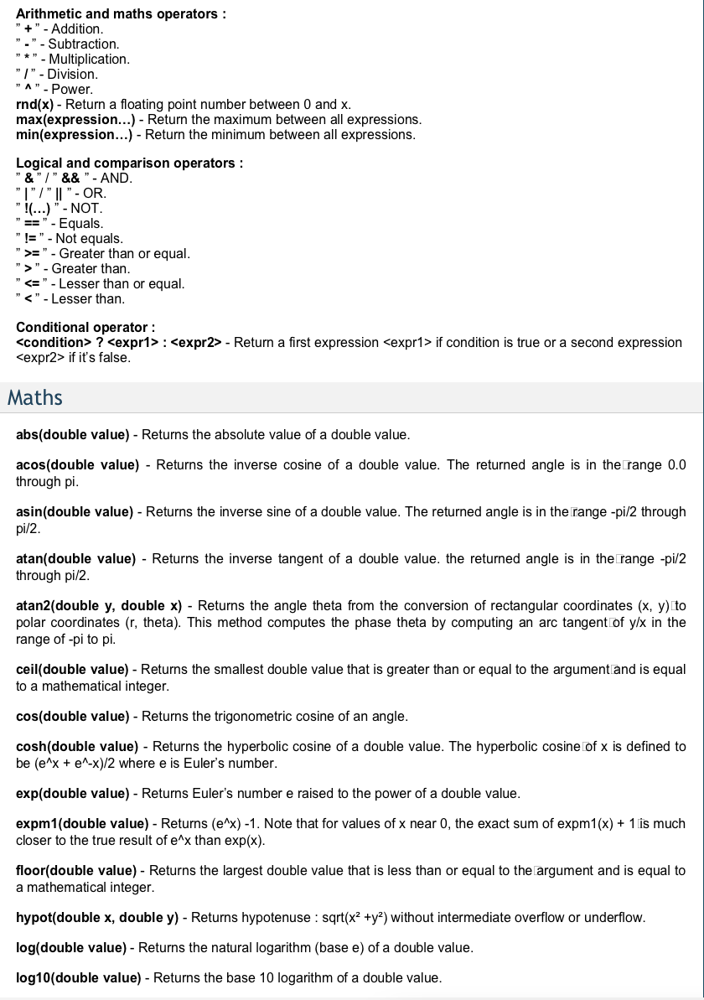 Arithmetic and maths operators :
” + ” - Addition.
” - ” - Subtraction.
” * ” - Multiplication.
” / ” - Division.
” ^ ” - Power.
rnd(x) - Return a floating point number between 0 and x.
max(expression…) - Return the maximum between all expressions.
min(expression…) - Return the minimum between all expressions.
Logical and comparison operators :
” & ” / ” && ” - AND.
” | ” / ” || ” - OR.
” !(…) ” - NOT.
” == ” - Equals.
” != ” - Not equals.
” >= ” - Greater than or equal.
” > ” - Greater than.
” <= ” - Lesser than or equal.
” < ” - Lesser than.
Conditional operator :
<condition> ? <expr1> : <expr2> - Return a first expression <expr1> if condition is true or a second expression
<expr2> if it’s false.
Maths
abs(double value) - Returns the absolute value of a double value.
acos(double value) - Returns the inverse cosine of a double value. The returned angle is in the range 0.0
through pi.
asin(double value) - Returns the inverse sine of a double value. The returned angle is in the range -pi/2 through
pi/2.
atan(double value) - Returns the inverse tangent of a double value. the returned angle is in the range -pi/2
through pi/2.
atan2(double y, double x) - Returns the angle theta from the conversion of rectangular coordinates (x, y) to
polar coordinates (r, theta). This method computes the phase theta by computing an arc tangent of y/x in the
range of -pi to pi.
ceil(double value) - Returns the smallest double value that is greater than or equal to the argument and is equal
to a mathematical integer.
cos(double value) - Returns the trigonometric cosine of an angle.
cosh(double value) - Returns the hyperbolic cosine of a double value. The hyperbolic cosine of x is defined to
be (e^x + e^-x)/2 where e is Euler’s number.
exp(double value) - Returns Euler’s number e raised to the power of a double value.
expm1(double value) - Returns (e^x) -1. Note that for values of x near 0, the exact sum of expm1(x) + 1 is much
closer to the true result of e^x than exp(x).
floor(double value) - Returns the largest double value that is less than or equal to the argument and is equal to
a mathematical integer.
hypot(double x, double y) - Returns hypotenuse : sqrt(x² +y²) without intermediate overflow or underflow.
log(double value) - Returns the natural logarithm (base e) of a double value.
log10(double value) - Returns the base 10 logarithm of a double value.